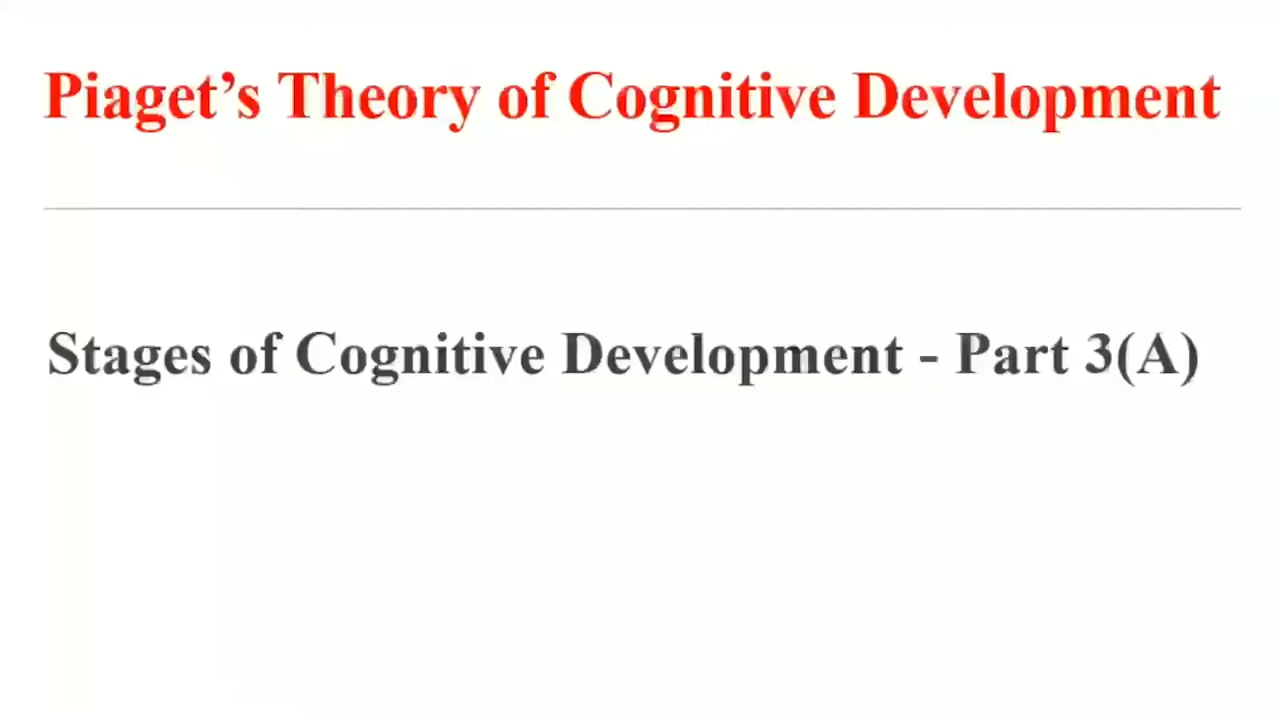 Piaget’s Theory of Cognitive Development
Stages of Cognitive Development - Part 3(A)